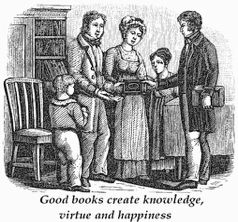 Good books create knowledge,
virtue and happiness